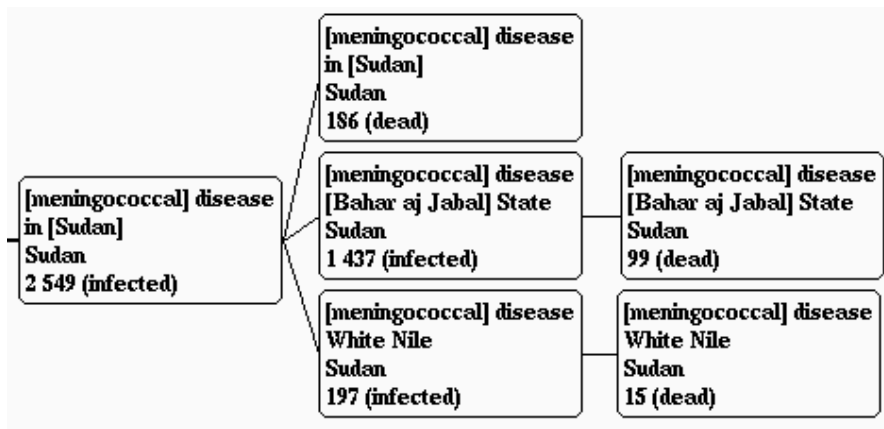 [meningococcal] disease
in [Sudan]
Sudan
2 549 (infected)
[meningococcal] disease
in [Sudan]
Sudan
186 (dead)
[meningococcal] disease
[Bahar aj Jabal] State
Sudan
1 437 (infected)
[meningococcal] disease
[Bahar aj Jabal] State
Sudan
99 (dead)
[meningococcal] disease
White Nile
Sudan
197 (infected)
[meningococcal] disease
White Nile
Sudan
15 (dead)